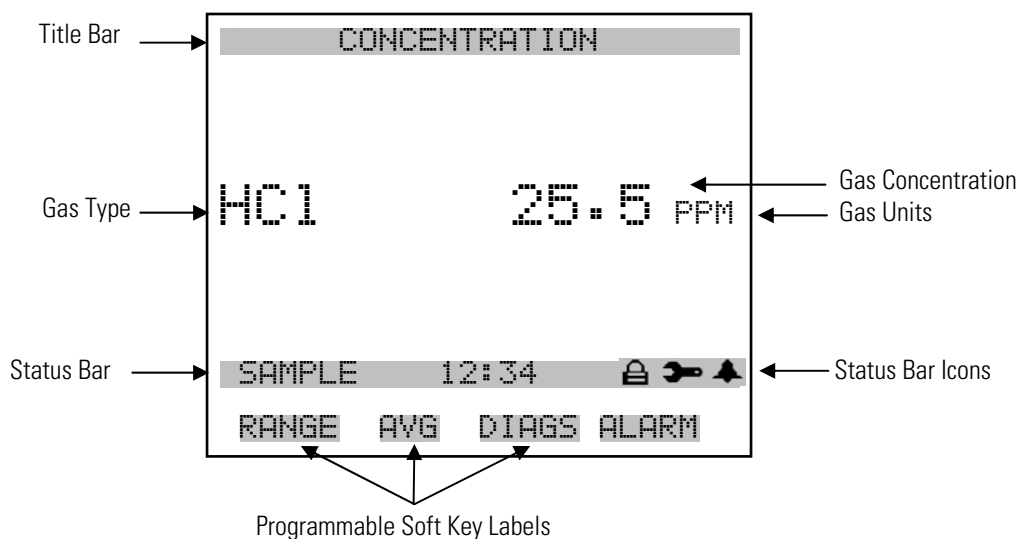 Title Bar
CONCENTRATION
Gas Type
HCl
25.5 PPM
Gas Concentration
Gas Units
Status Bar
SAMPLE 12:34
Status Bar Icons
RANGE AVG DIAGS ALARM
Programmable Soft Key Labels